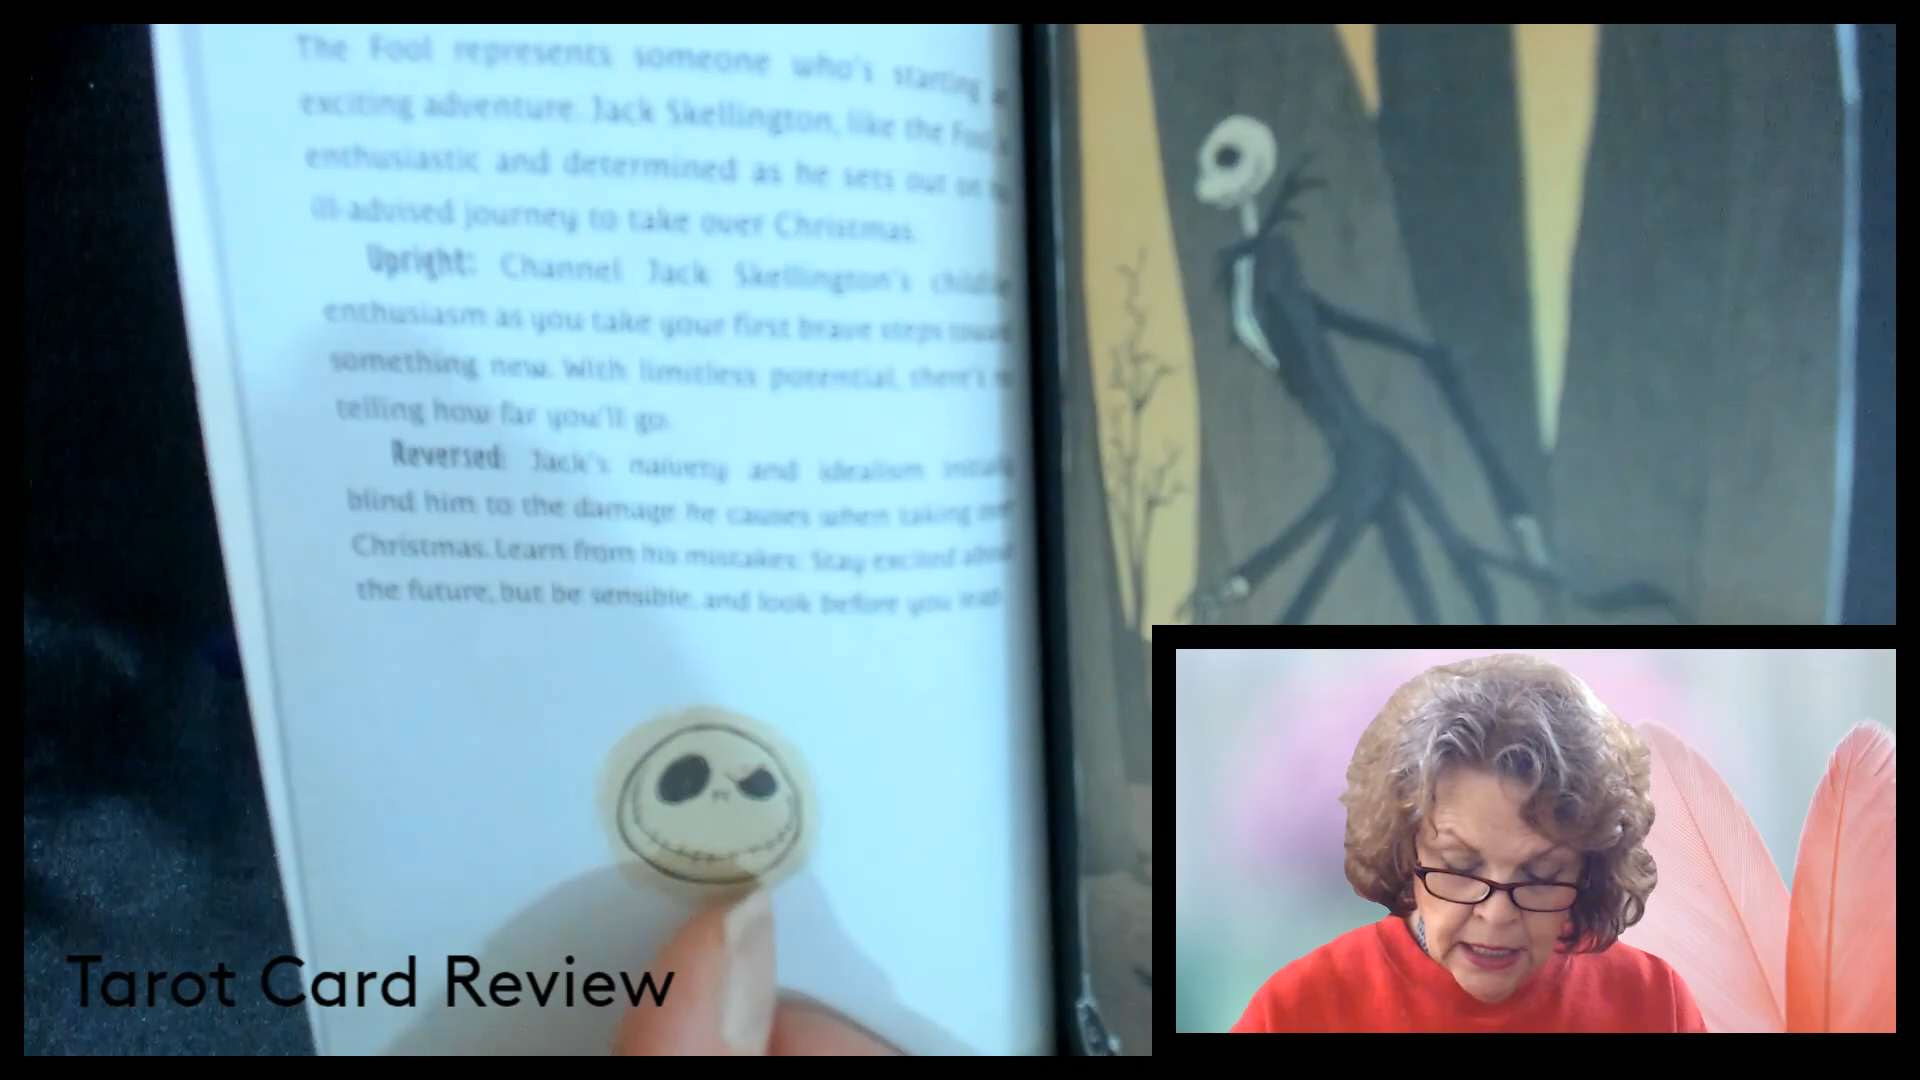 The Fool represents someone who's starting
exciting adventure. Jack Skellington, like the Fool,
enthusiastic and determined as he sets out on
ill-advised journey to take over Christmas.
Upright: Channel Jack Skellington's
enthusiasm as you take your first brave steps
something new. With limitless potential, there's
telling how far you'll go.
Reversed: Jack's naivety and idealism
blind him to the damage he causes when taking
Christmas. Learn from his mistakes. Stay excited
the future, but be sensible, and look before you leap.
Tarot Card Review